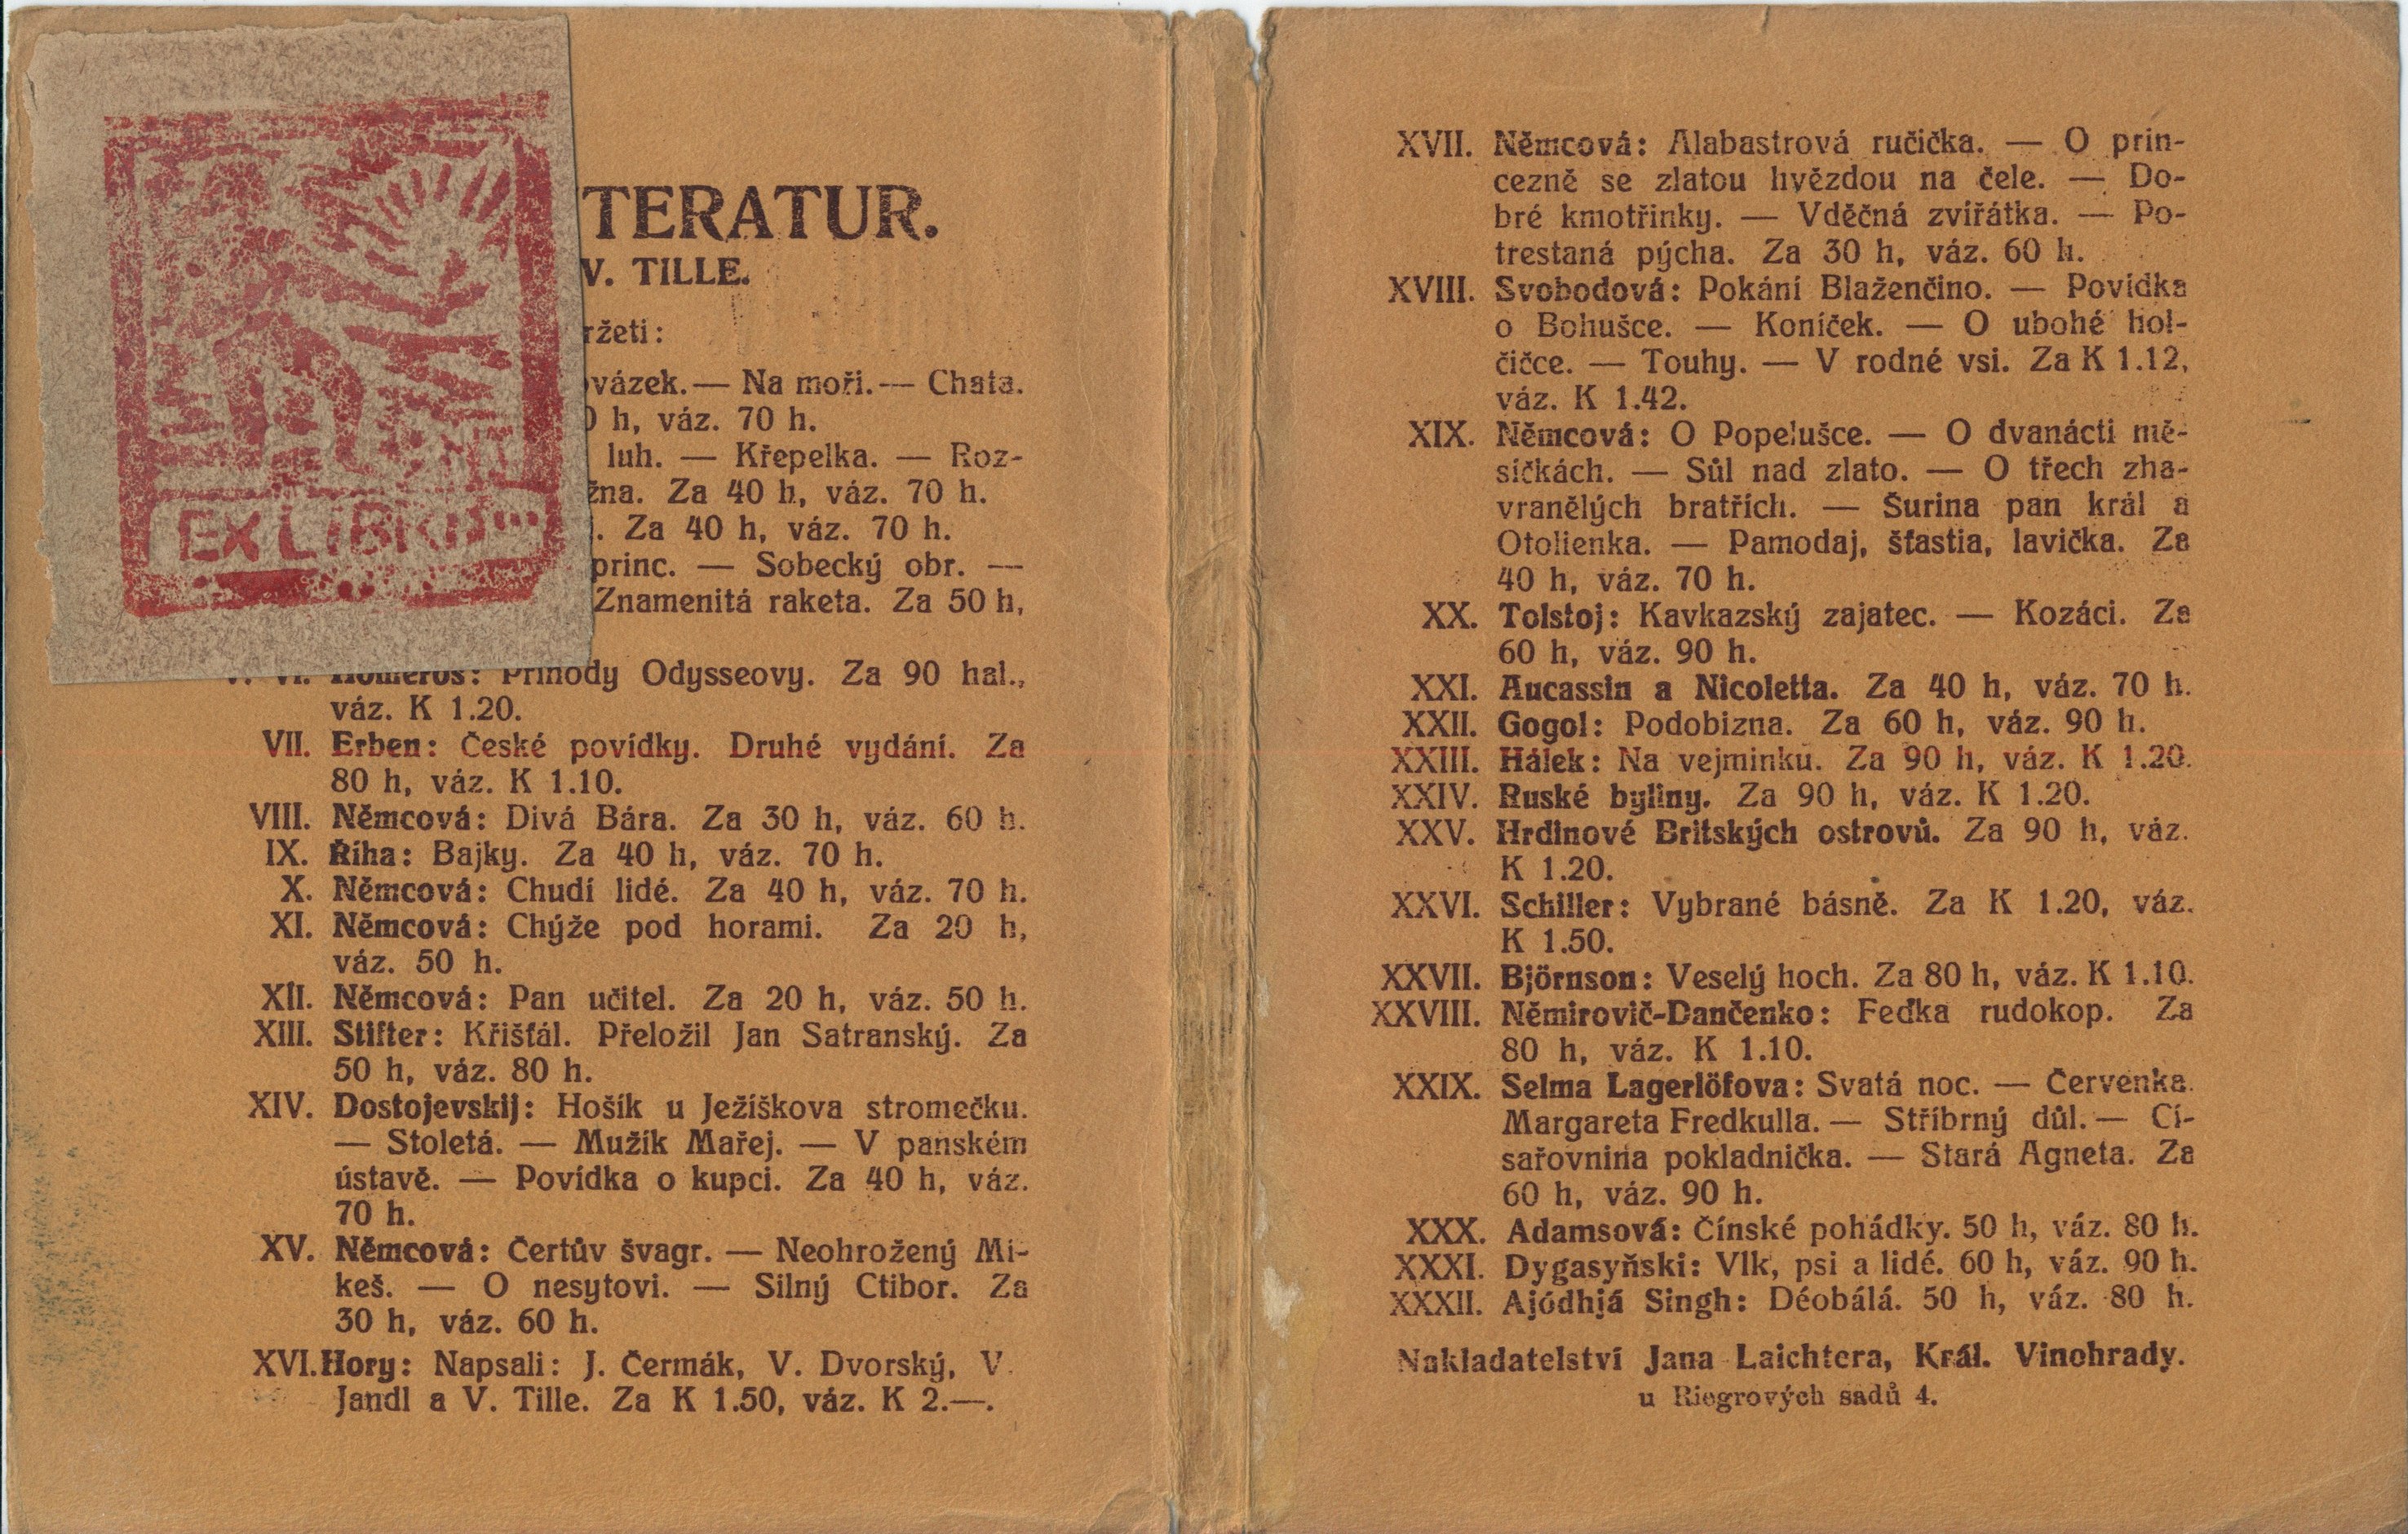 EX LIBRIS
TERATUR.
V. TILLE.
ržeti:
ovázek. — Na moři. — Chata.
0 h, váz. 70 h.
luh. — Křepelka. — Roz-
žna. Za 40 h, váz. 70 h.
. Za 40 h, váz. 70 h.
princ. — Sobecký obr. —
Znamenitá raketa. Za 50 h,
V. VI. Homeros: Příhody Odysseovy. Za 90 hal.,
váz. K 1.20.
VII. Erben: České povídky. Druhé vydání. Za
80 h, váz. K 1.10.
VIII. Němcová: Divá Bára. Za 30 h, váz. 60 h.
IX. Říha: Bajky. Za 40 h, váz. 70 h.
X. Němcová: Chudí lidé. Za 40 h, váz. 70 h.
XI. Němcová: Chýže pod horami. Za 20 h,
váz. 50 h.
XII. Němcová: Pan učitel. Za 20 h, váz. 50 h.
XIII. Stifter: Křišťál. Přeložil Jan Satranský. Za
50 h, váz. 80 h.
XIV. Dostojevskij: Hošík u Ježíškova stromečku.
— Stoletá. — Mužík Mařej. — V panském
ústavě. — Povídka o kupci. Za 40 h, váz.
70 h.
XV. Němcová: Čertův švagr. — Neohrožený Mi-
keš. — O nesytovi. — Silný Ctibor. Za
30 h, váz. 60 h.
XVI. Hory: Napsali: J. Čermák, V. Dvorský, V.
Jandl a V. Tille. Za K 1.50, váz. K 2.—.
XVII. Němcová: Alabastrová ručička. — O prin-
cezně se zlatou hvězdou na čele. — Do-
bré kmotřinky. — Vděčná zvířátka. — Po-
trestaná pýcha. Za 30 h, váz. 60 h.
XVIII. Svobodová: Pokání Blaženčino. — Povídka
o Bohušce. — Koníček. — O ubohé hol-
čičce. — Touhy. — V rodné vsi. Za K 1.12,
váz. K 1.42.
XIX. Němcová: O Popelušce. — O dvanácti mě-
síčkách. — Sůl nad zlato. — O třech zha-
vranělých bratřích. — Šurina pan král a
Otolienka. — Pamodaj, šťastia, lavička. Za
40 h, váz. 70 h.
XX. Tolstoj: Kavkazský zajatec. — Kozáci. Za
60 h, váz. 90 h.
XXI. Aucassin a Nicoletta. Za 40 h, váz. 70 h.
XXII. Gogol: Podobizna. Za 60 h, váz. 90 h.
XXIII. Hálek: Na vejminku. Za 90 h, váz. K 1.20.
XXIV. Ruské byliny. Za 90 h, váz. K 1.20.
XXV. Hrdinové Britských ostrovů. Za 90 h, váz.
K 1.20.
XXVI. Schiller: Vybrané básně. Za K 1.20, váz.
K 1.50.
XXVII. Björnson: Veselý hoch. Za 80 h, váz. K 1.10.
XXVIII. Němirovič-Dančenko: Feďka rudokop. Za
80 h, váz. K 1.10.
XXIX. Selma Lagerlöfova: Svatá noc. — Červenka.
Margareta Fredkulla. — Stříbrný důl. — Cí-
sařovnina pokladnička. — Stará Agneta. Za
60 h, váz. 90 h.
XXX. Adamsová: Čínské pohádky. 50 h, váz. 80 h.
XXXI. Dygasyňski: Vlk, psi a lidé. 60 h, váz. 90 h.
XXXII. Ajódhjá Singh: Déobálá. 50 h, váz. 80 h.
Nakladatelství Jana Laichtera, Král. Vinohrady.
u Riegrových sadů 4.